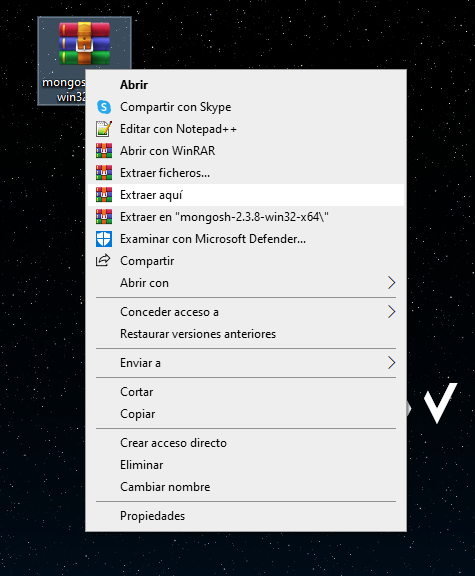 mongos
win32
Abrir
Compartir con Skype
Editar con Notepad++
Abrir con WinRAR
Extraer ficheros...
Extraer aquí
Extraer en "mongosh-2.3.8-win32-x64\"
Examinar con Microsoft Defender...
Compartir
Abrir con
Conceder acceso a
Restaurar versiones anteriores
Enviar a
Cortar
Copiar
Crear acceso directo
Eliminar
Cambiar nombre
Propiedades